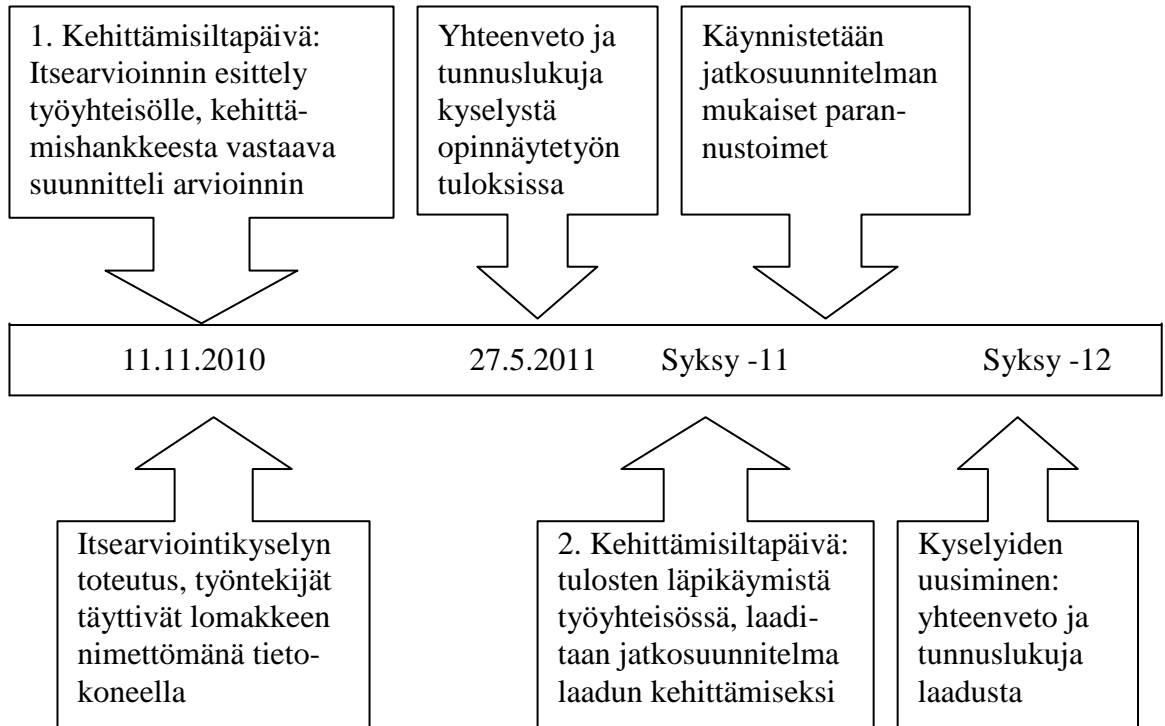 1. Kehittämisiltapäivä:
Itsearvioinnin esittely
työyhteisölle, kehittä-
mishankkeesta vastaava
suunnitteli arvioinnin
Yhteenveto ja
tunnuslukuja
kyselystä
opinnäytetyön
tuloksissa
Käynnistetään
jatkosuunnitelman
mukaiset paran-
nustoimet
11.11.2010 27.5.2011 Syksy -11 Syksy -12
Itsearviointikyselyn
toteutus, työntekijät
täyttivät lomakkeen
nimettömänä tieto-
koneella
2. Kehittämisiltapäivä:
tulosten läpikäymistä
työyhteisössä, laadi-
taan jatkosuunnitelma
laadun kehittämiseksi
Kyselyiden
uusiminen:
yhteenveto ja
tunnuslukuja
laadusta